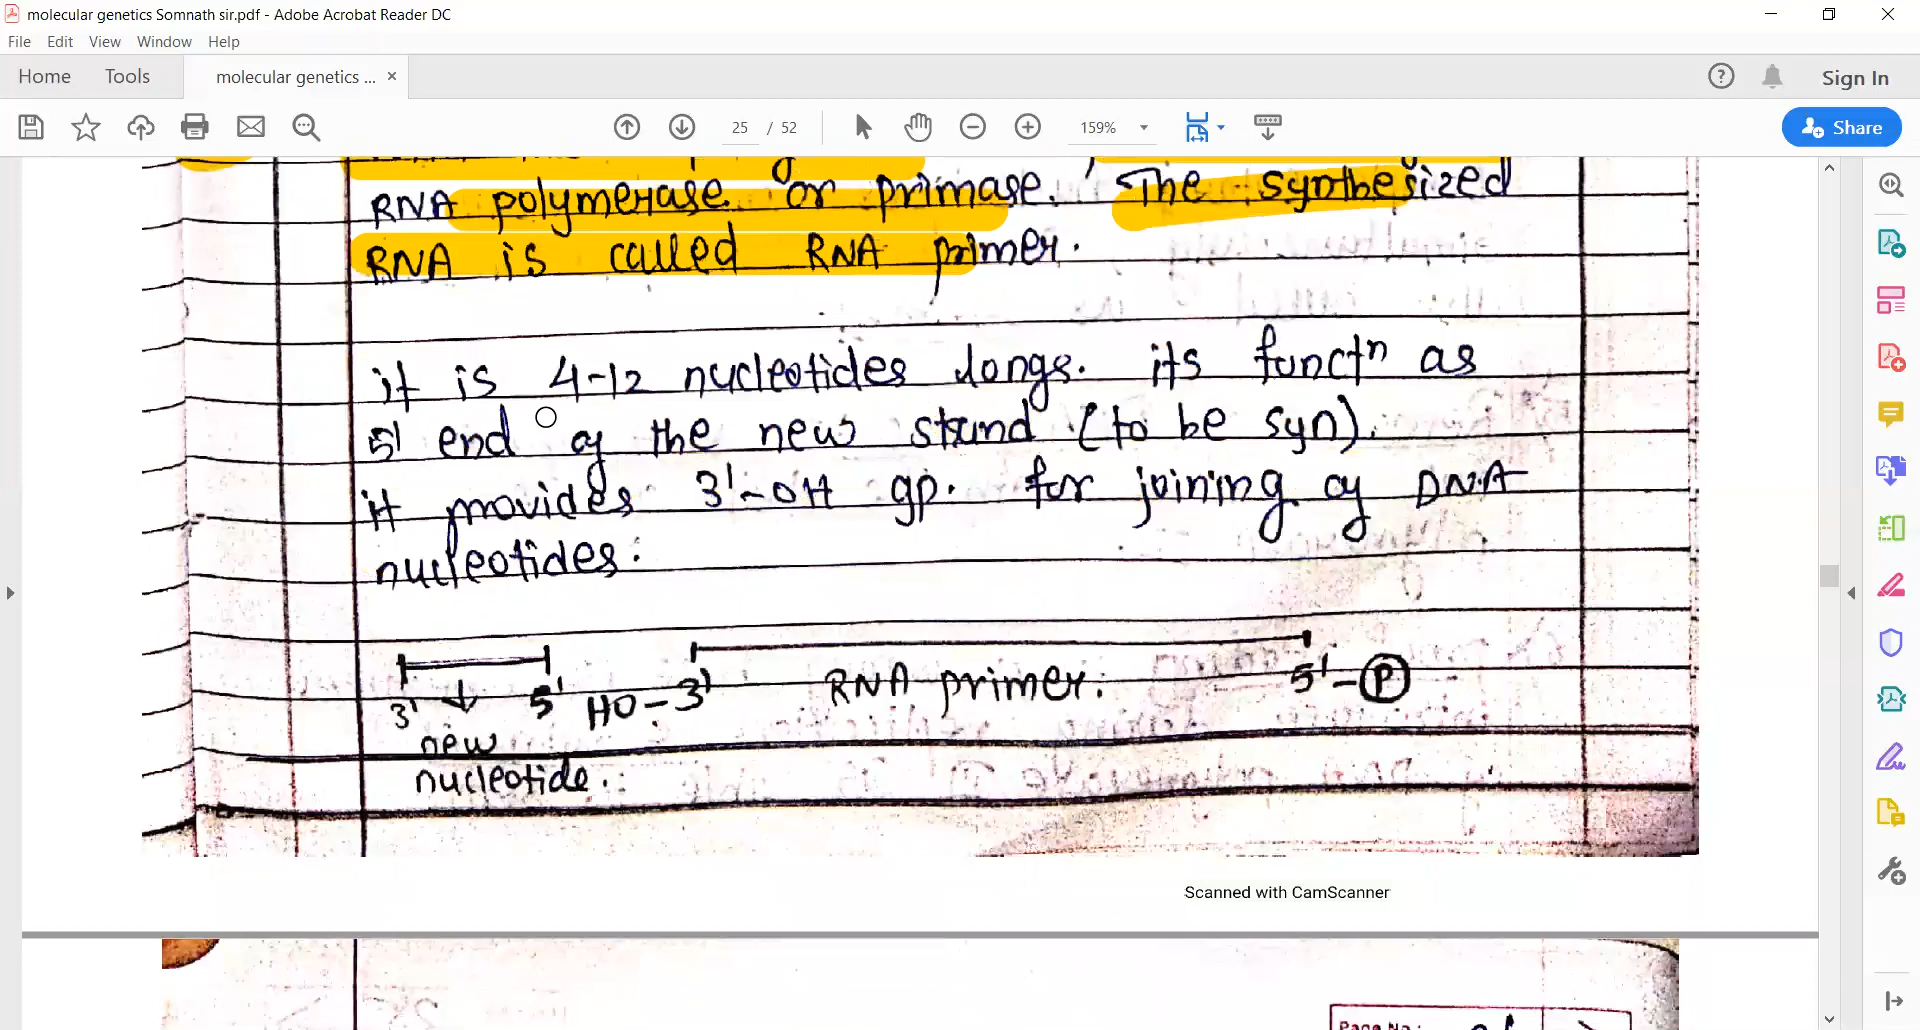 molecular genetics Somnath sir.pdf - Adobe Acrobat Reader DC
File Edit View Window Help
Home Tools molecular genetics ... × Sign In
25 / 52 159% Share
RNA polymerase or primase. The synthesized
RNA is called RNA primer.
it is 4-12 nucleotides longs. its functn as
5' end of the new strand (to be syn).
it provides 3'-OH gp. for joining of DNA
nucleotides.
3' 5' HO-3' RNA primer. 5'-P
new
nucleotide.
Scanned with CamScanner
Page No.: